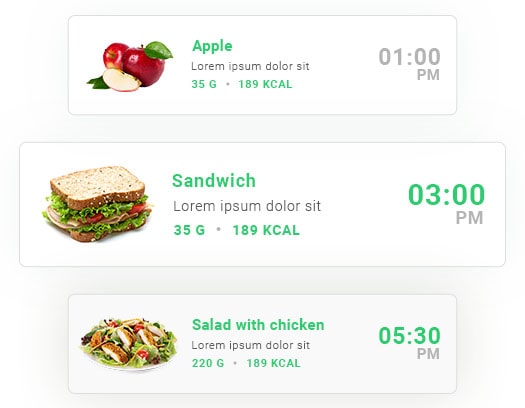 Apple
Lorem ipsum dolor sit
35 G • 189 KCAL
01:00
PM
Sandwich
Lorem ipsum dolor sit
35 G • 189 KCAL
03:00
PM
Salad with chicken
Lorem ipsum dolor sit
220 G • 189 KCAL
05:30
PM